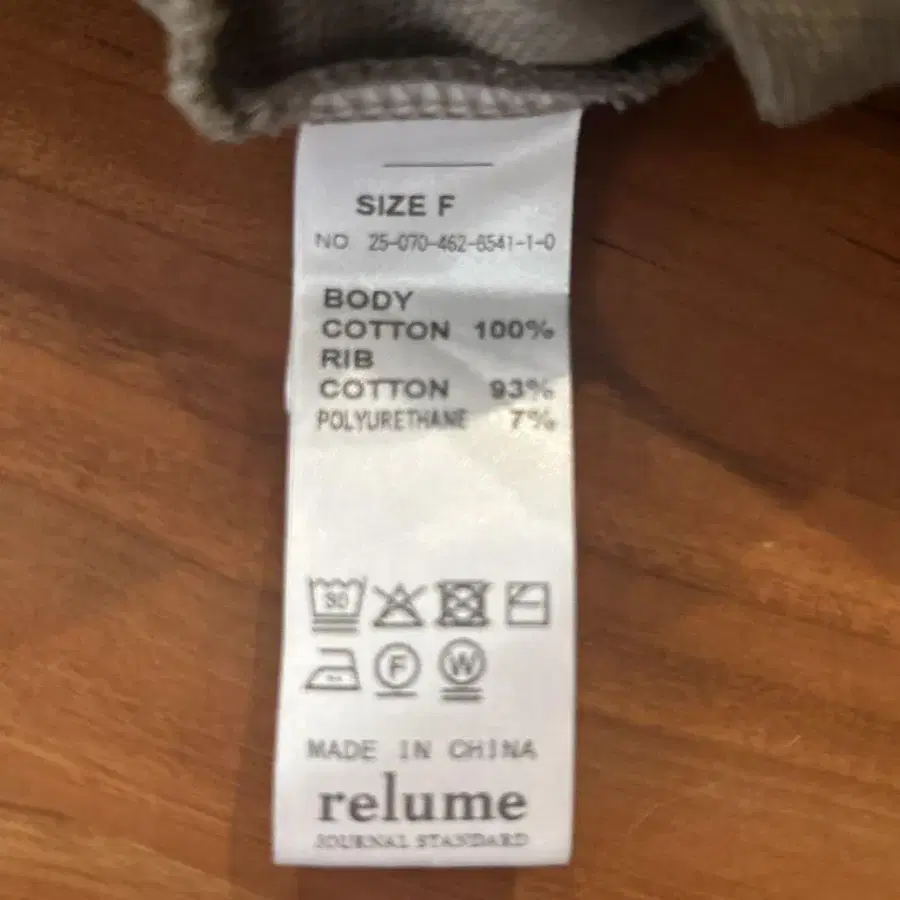 SIZE F
NO 25-070-462-6541-1-0
BODY
COTTON 100%
RIB
COTTON 93%
POLYURETHANE 7%
30
F W
MADE IN CHINA
relume
JOURNAL STANDARD